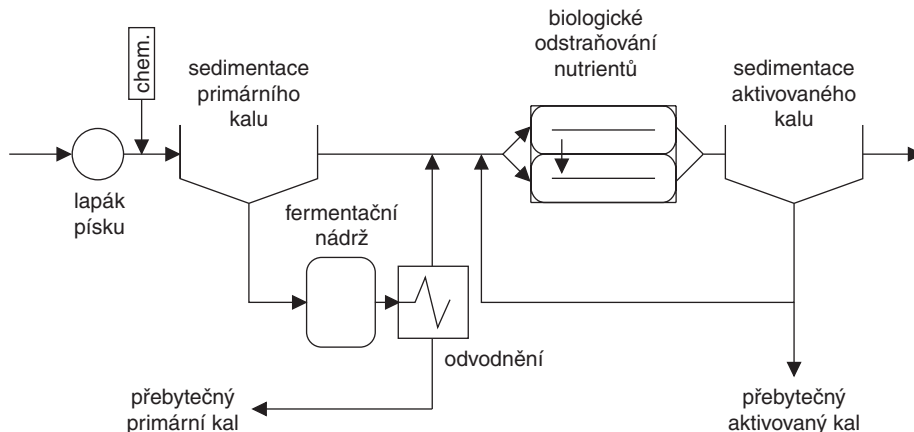 chem.
sedimentace
primárního
kalu
biologické
odstraňování
nutrientů
sedimentace
aktivovaného
kalu
lapák
písku
fermentační
nádrž
odvodnění
přebytečný
primární kal
přebytečný
aktivovaný kal